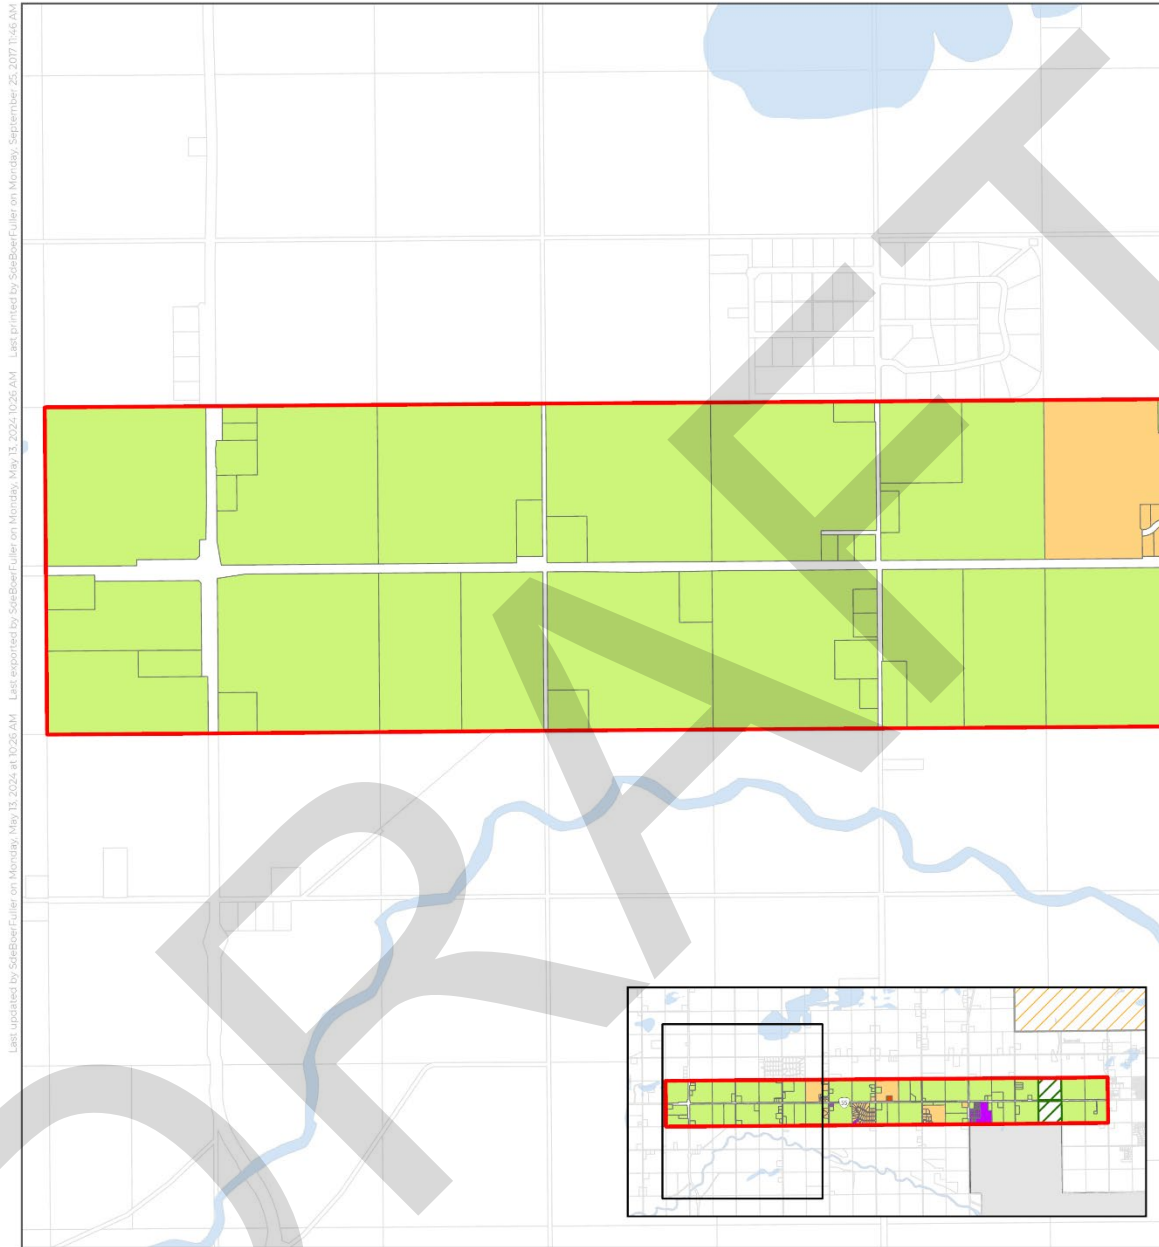 Last updated by SdeBoerFuller on Monday, May 13, 2024 at 10:26 AM    Last exported by SdeBoerFuller on Monday, May 13, 2024 10:26 AM    Last printed by SdeBoerFuller on Monday, September 25, 2017 11:46 AM
DRAFT